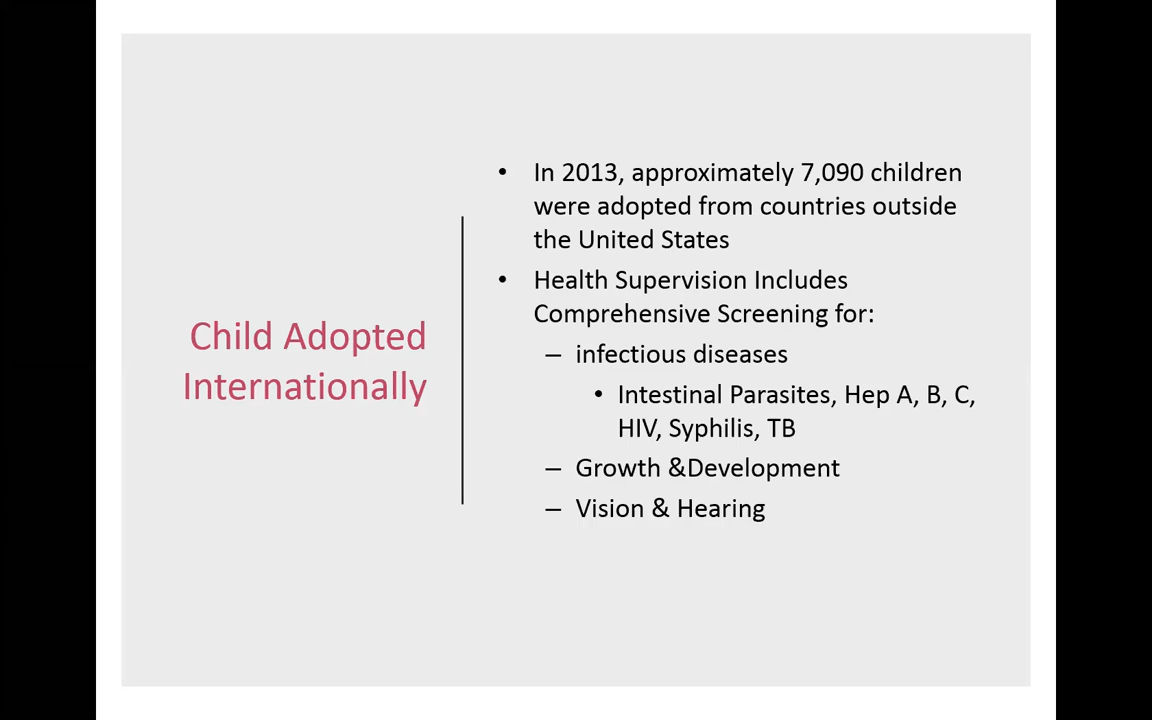 Child Adopted
Internationally
• In 2013, approximately 7,090 children
were adopted from countries outside
the United States
• Health Supervision Includes
Comprehensive Screening for:
– infectious diseases
• Intestinal Parasites, Hep A, B, C,
HIV, Syphilis, TB
– Growth &Development
– Vision & Hearing